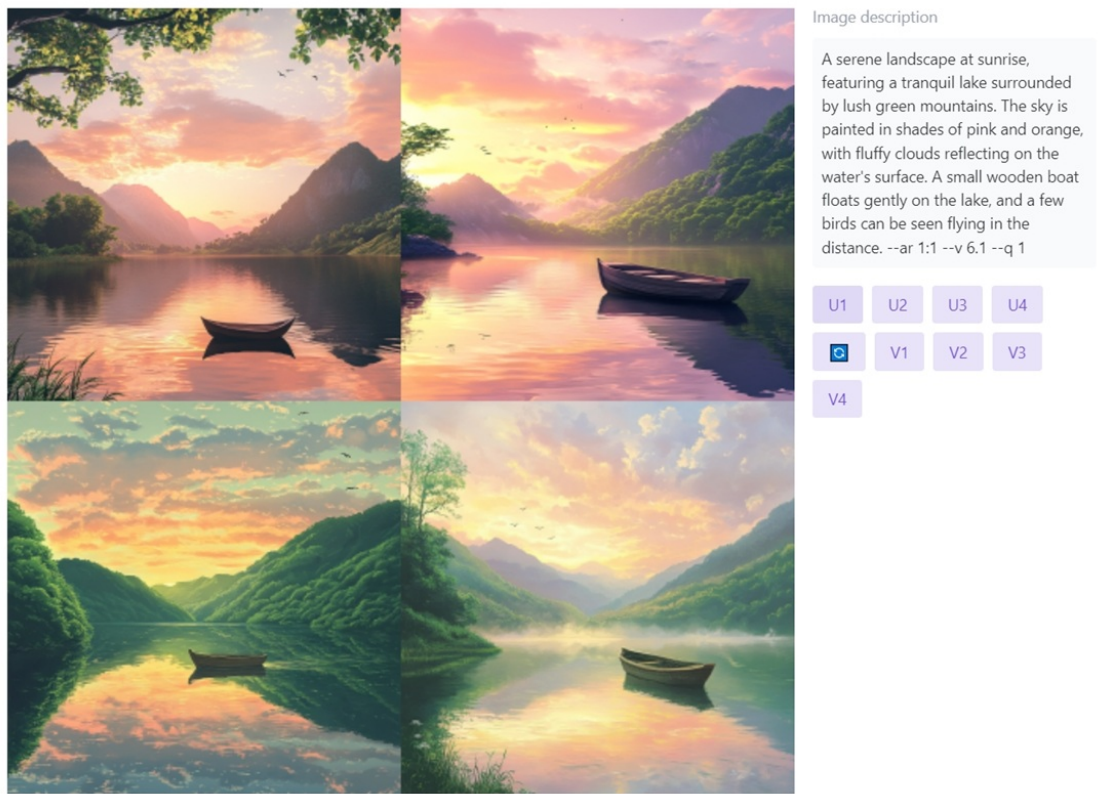 Image description
A serene landscape at sunrise,
featuring a tranquil lake surrounded
by lush green mountains. The sky is
painted in shades of pink and orange,
with fluffy clouds reflecting on the
water's surface. A small wooden boat
floats gently on the lake, and a few
birds can be seen flying in the
distance. --ar 1:1 --v 6.1 --q 1
U1 U2 U3 U4
V1 V2 V3
V4